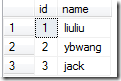 id name
1 1 liuliu
2 2 ybwang
3 3 jack